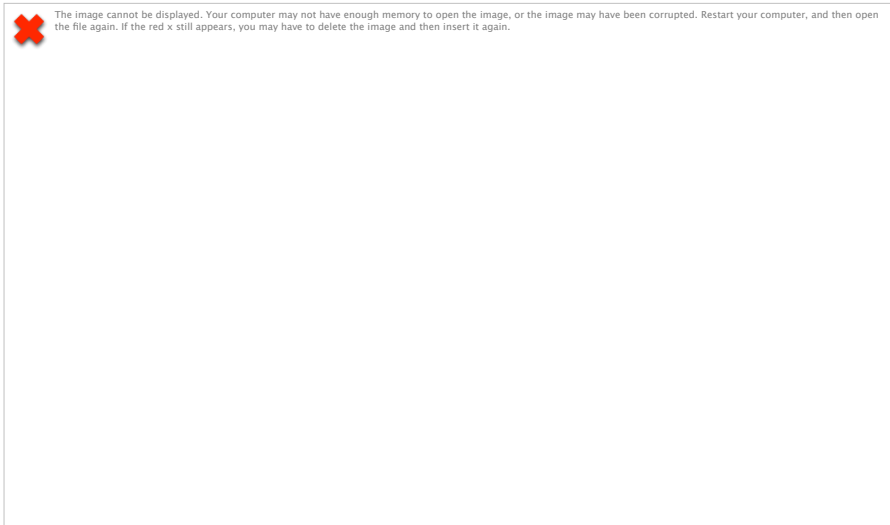 The image cannot be displayed. Your computer may not have enough memory to open the image, or the image may have been corrupted. Restart your computer, and then open
the file again. If the red x still appears, you may have to delete the image and then insert it again.